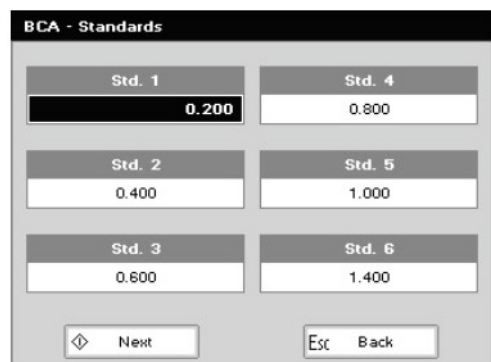 BCA - Standards
Std. 1
0.200
Std. 4
0.800
Std. 2
0.400
Std. 5
1.000
Std. 3
0.600
Std. 6
1.400
Next
Esc Back